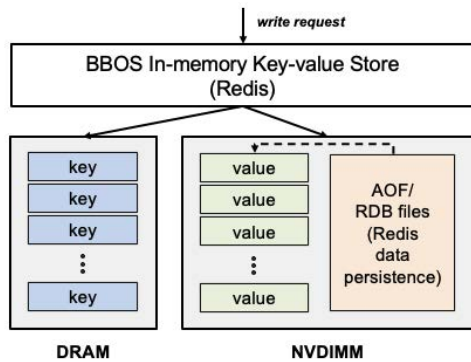 write request
BBOS In-memory Key-value Store
(Redis)
key
key
key
key
value
value
value
value
AOF/
RDB files
(Redis
data
persistence)
DRAM
NVDIMM